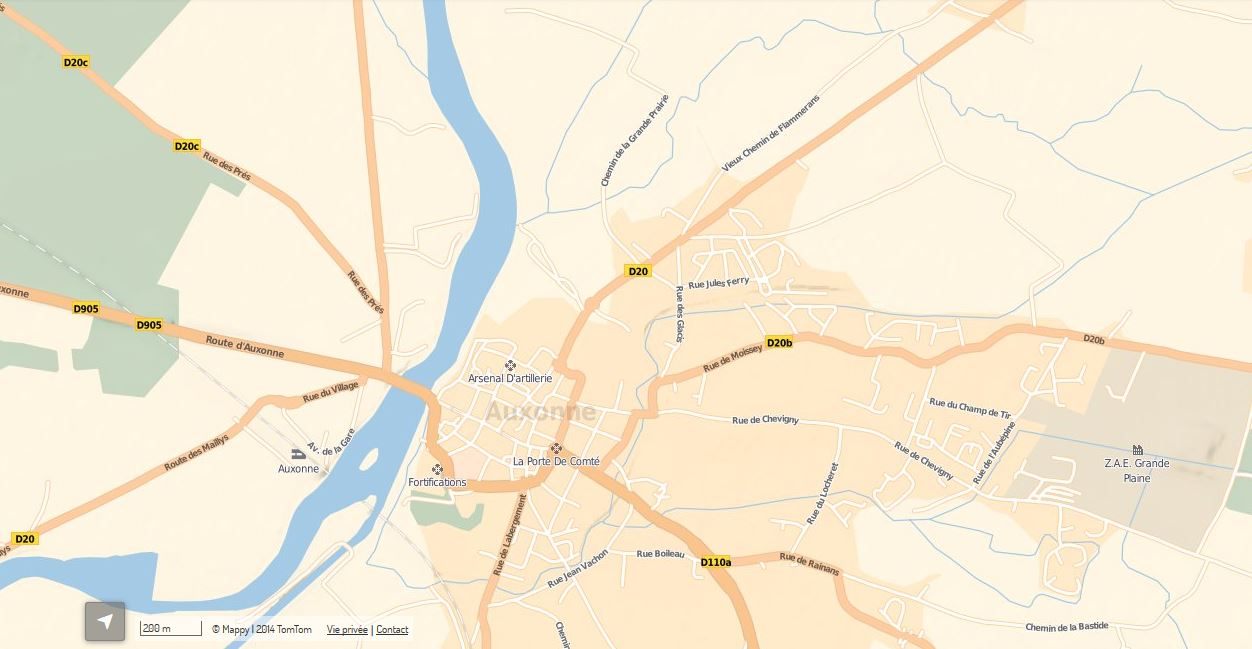 D20c
D20c
Rue des Prés
Chemin de la Grande Prairie
Vieux Chemin de Flammerans
D20
Rue Jules Ferry
Rue des Prés
Rue des Glacis
D905
D905
Route d'Auxonne
D20b
D20b
Rue de Moissey
Arsenal D'artillerie
Rue du Village
Auxonne
Rue du Champ de Tir
Rue de Chevigny
Route des Maillys
Av. de la Gare
Rue de Chevigny
Rue de l'Aubépine
La Porte De Comté
Auxonne
Fortifications
Z.A.E. Grande
Plaine
Rue du Locheret
D20
Rue de Labergement
Rue Jean Vachon
Rue Boileau
D110a
Rue de Rainans
Chemin de la Bastide
Chemin
200 m
© Mappy | 2014 TomTom
Vie privée | Contact